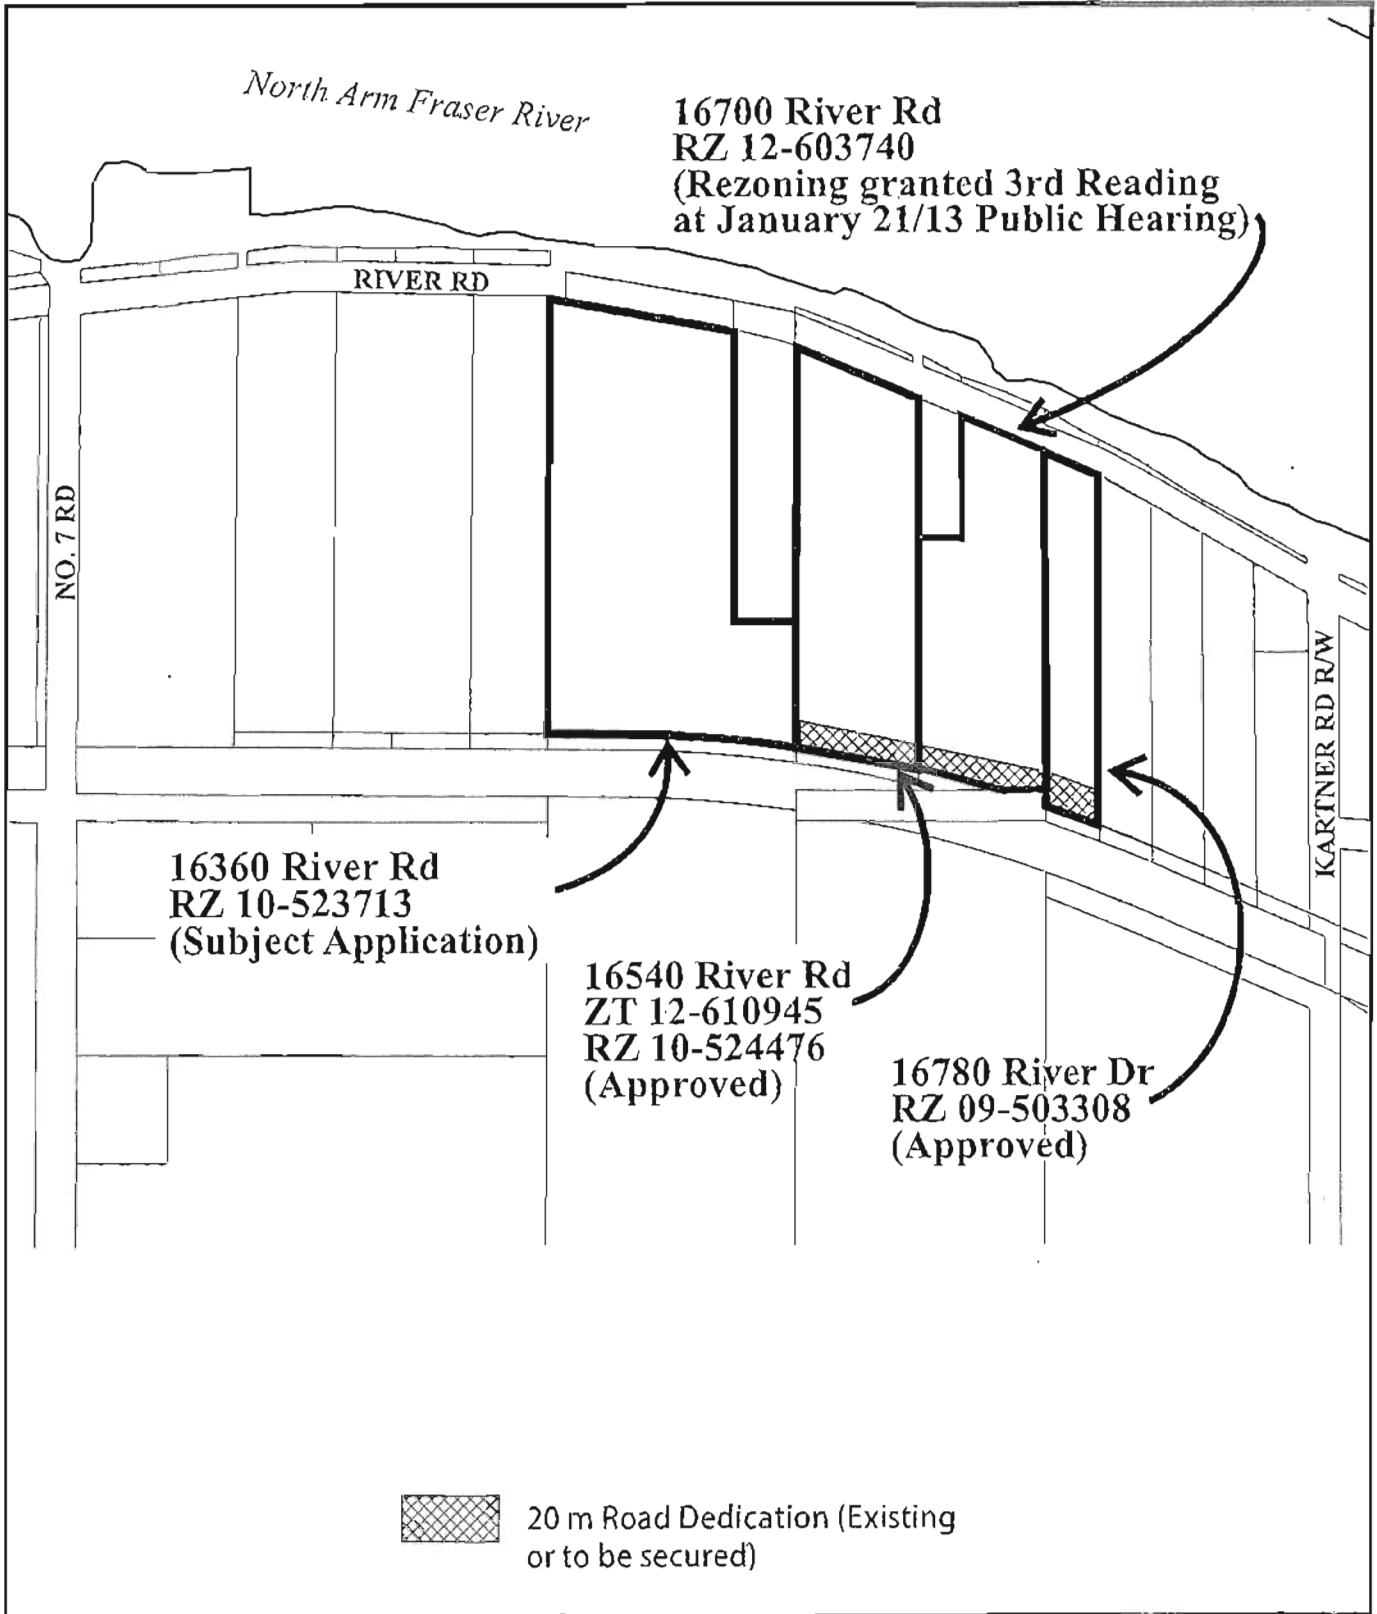 North Arm Fraser River
16700 River Rd
RZ 12-603740
(Rezoning granted 3rd Reading
at January 21/13 Public Hearing)
RIVER RD
NO. 7 RD
KARTNER RD R/W
16360 River Rd
RZ 10-523713
(Subject Application)
16540 River Rd
ZT 12-610945
RZ 10-524476
(Approved)
16780 River Dr
RZ 09-503308
(Approved)
20 m Road Dedication (Existing
or to be secured)